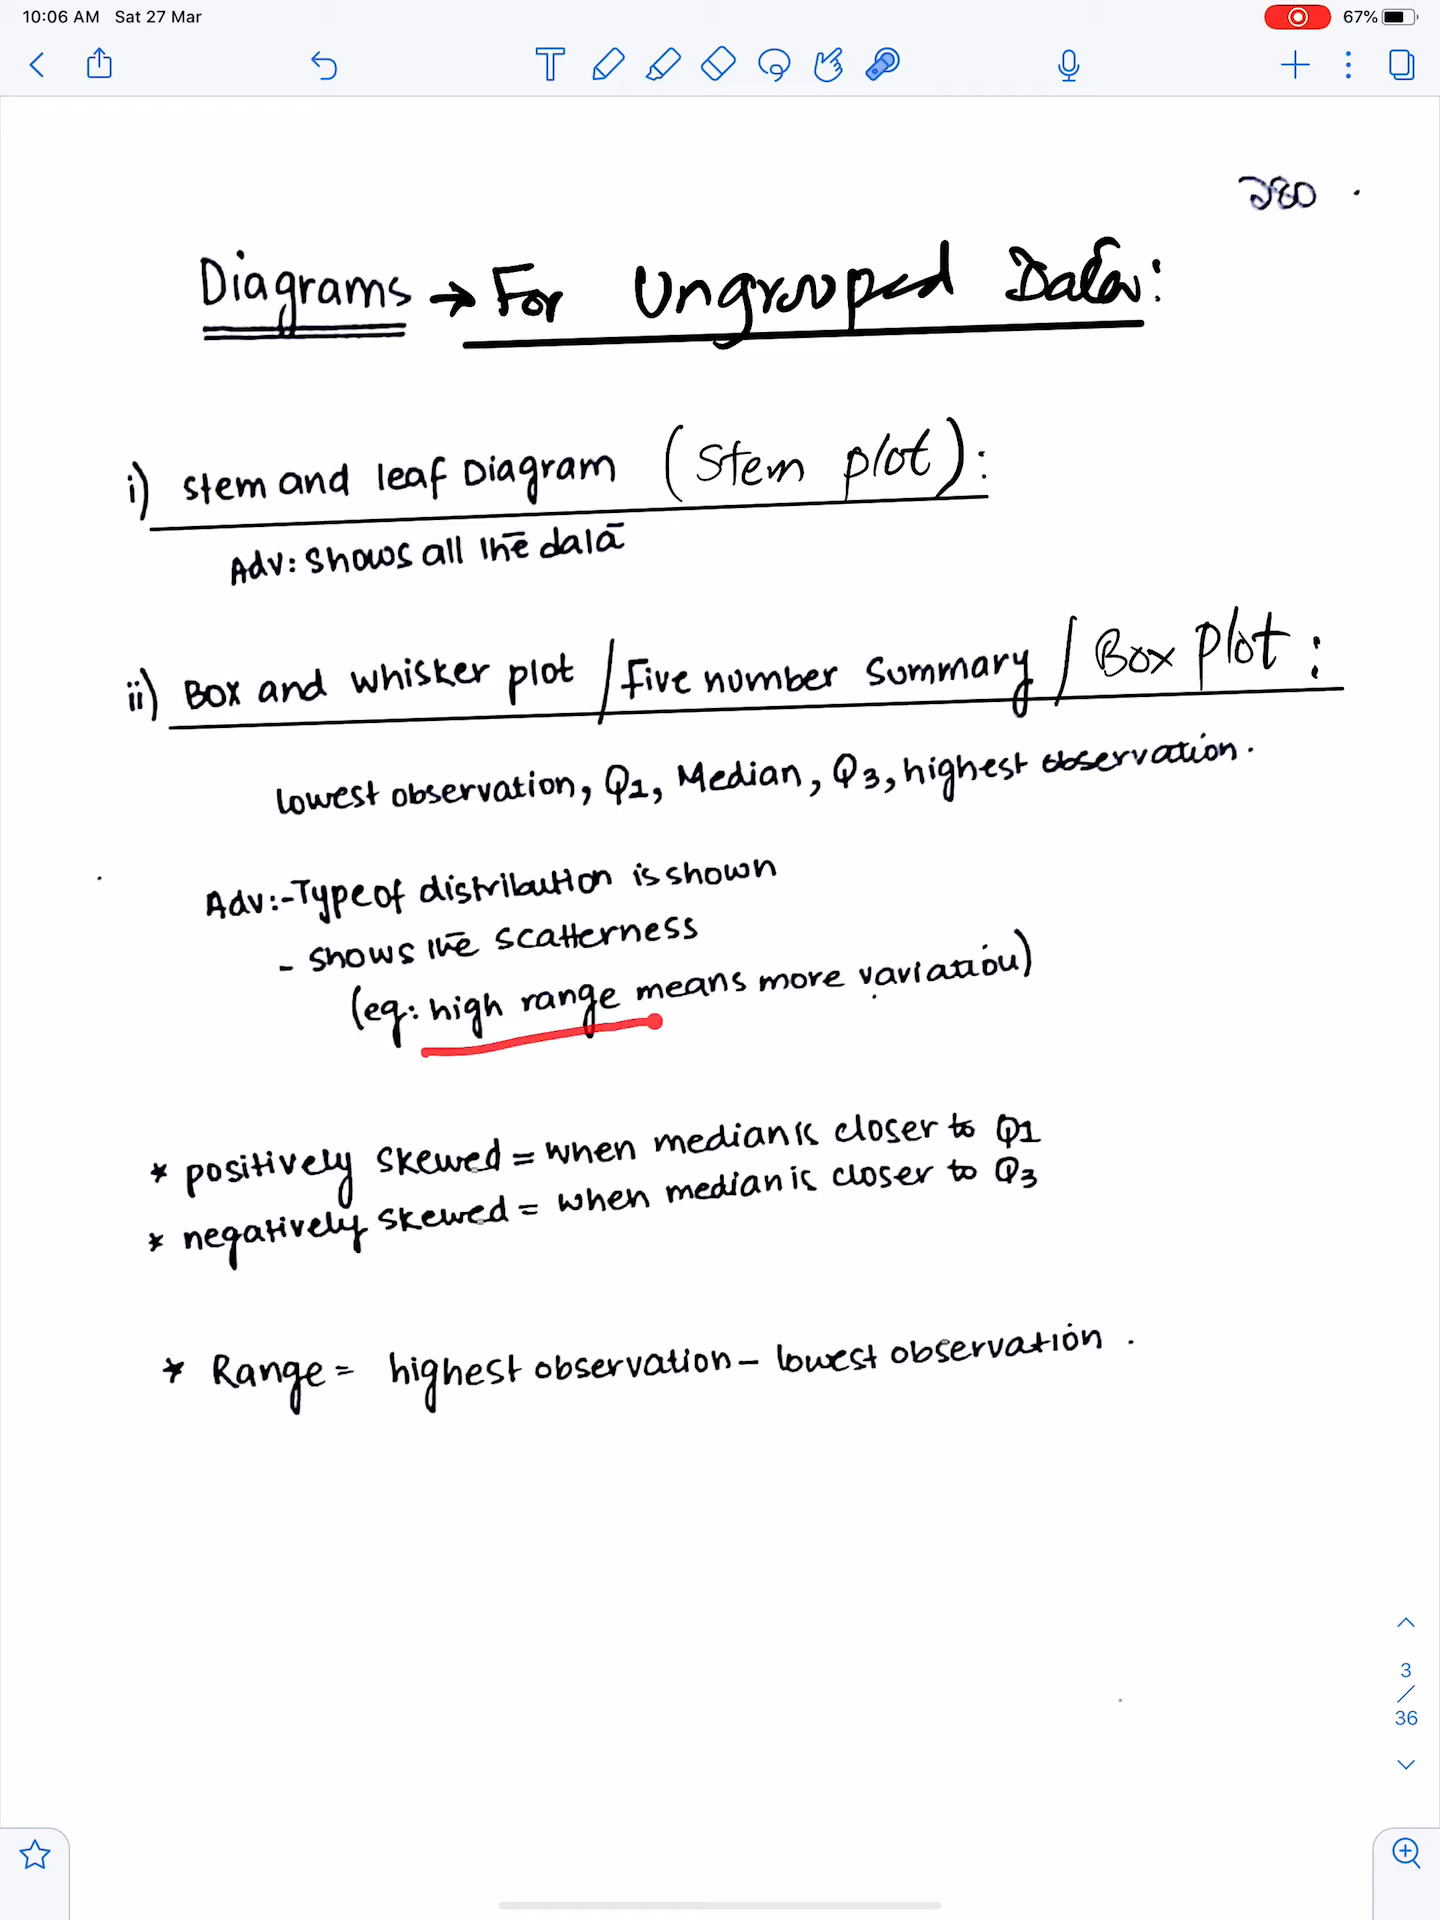 10:06 AM Sat 27 Mar
67%
Diagrams → For Ungrouped Data:
i) stem and leaf Diagram (Stem plot):
Adv: Shows all the data
ii) Box and whisker plot / five number summary / Box plot:
lowest observation, Q1, Median, Q3, highest observation.
Adv:-Type of distribution is shown
- shows the scatterness
(eg: high range means more variation)
* positively skewed = when median is closer to Q1
* negatively skewed = when median is closer to Q3
* Range = highest observation - lowest observation.
3
/
36